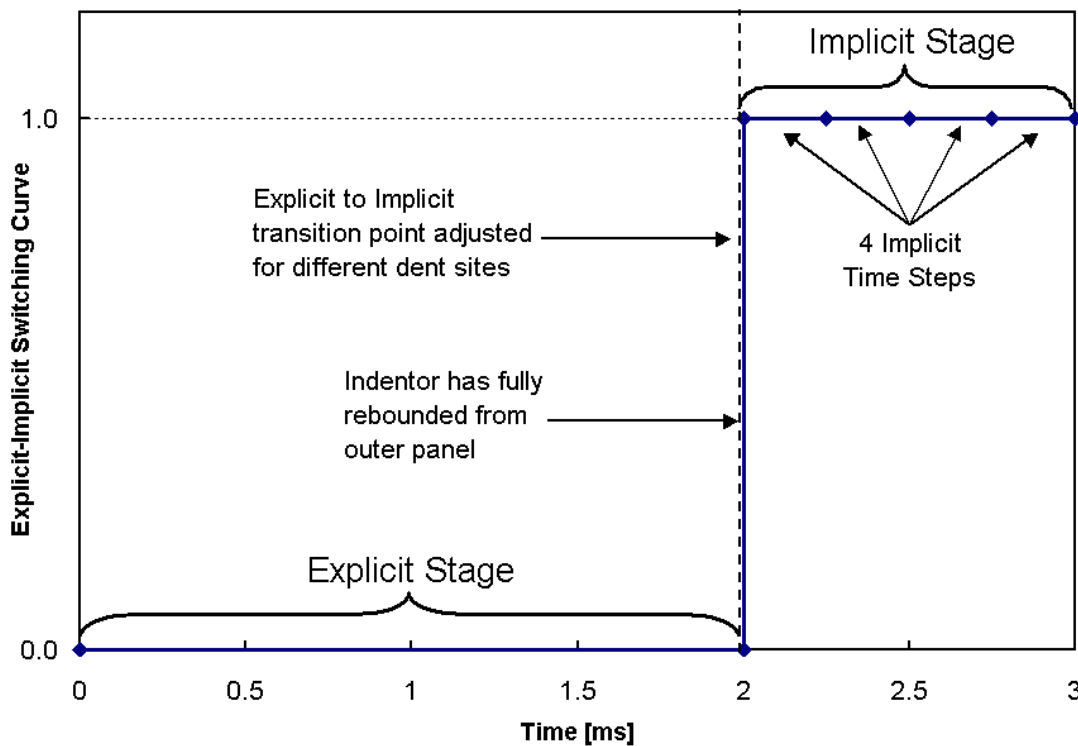 Implicit Stage
1.0
Explicit to Implicit
transition point adjusted
for different dent sites
4 Implicit
Time Steps
Indentor has fully
rebounded from
outer panel
Explicit Stage
0.0
0 0.5 1 1.5 2 2.5 3
Time [ms]
Explicit-Implicit Switching Curve